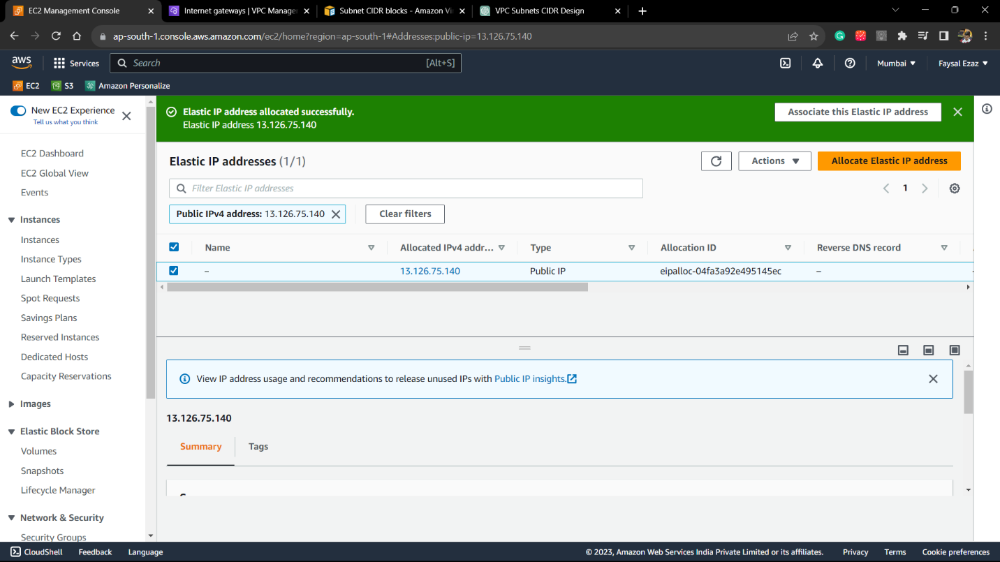 EC2 Management Console
Internet gateways | VPC Manage
Subnet CIDR blocks - Amazon Vi
VPC Subnets CIDR Design
ap-south-1.console.aws.amazon.com/ec2/home?region=ap-south-1#Addresses:public-ip=13.126.75.140
aws
Services
Search
[Alt+S]
Mumbai
Faysal Ezaz
EC2
S3
Amazon Personalize
New EC2 Experience
Tell us what you think
EC2 Dashboard
EC2 Global View
Events
Instances
Instances
Instance Types
Launch Templates
Spot Requests
Savings Plans
Reserved Instances
Dedicated Hosts
Capacity Reservations
Images
Elastic Block Store
Volumes
Snapshots
Lifecycle Manager
Network & Security
Security Groups
Elastic IP address allocated successfully.
Elastic IP address 13.126.75.140
Associate this Elastic IP address
Elastic IP addresses (1/1)
Actions
Allocate Elastic IP address
Filter Elastic IP addresses
1
Public IPv4 address: 13.126.75.140
Clear filters
Name Allocated IPv4 addr... Type Allocation ID Reverse DNS record
– 13.126.75.140 Public IP eipalloc-04fa3a92e495145ec –
View IP address usage and recommendations to release unused IPs with Public IP insights.
13.126.75.140
Summary
Tags
CloudShell
Feedback
Language
© 2023, Amazon Web Services India Private Limited or its affiliates.
Privacy
Terms
Cookie preferences